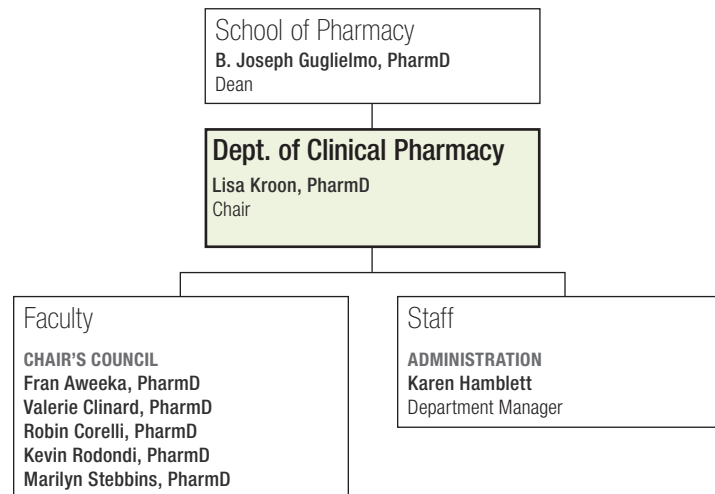 School of Pharmacy
B. Joseph Guglielmo, PharmD
Dean
Dept. of Clinical Pharmacy
Lisa Kroon, PharmD
Chair
Faculty
CHAIR'S COUNCIL
Fran Aweeka, PharmD
Valerie Clinard, PharmD
Robin Corelli, PharmD
Kevin Rodondi, PharmD
Marilyn Stebbins, PharmD
Staff
ADMINISTRATION
Karen Hamblett
Department Manager